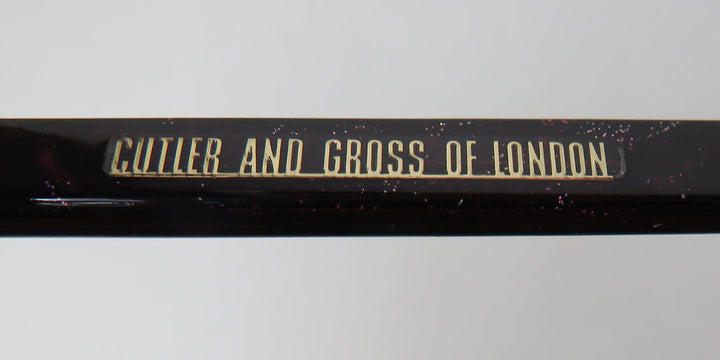 CUTLER AND GROSS OF LONDON